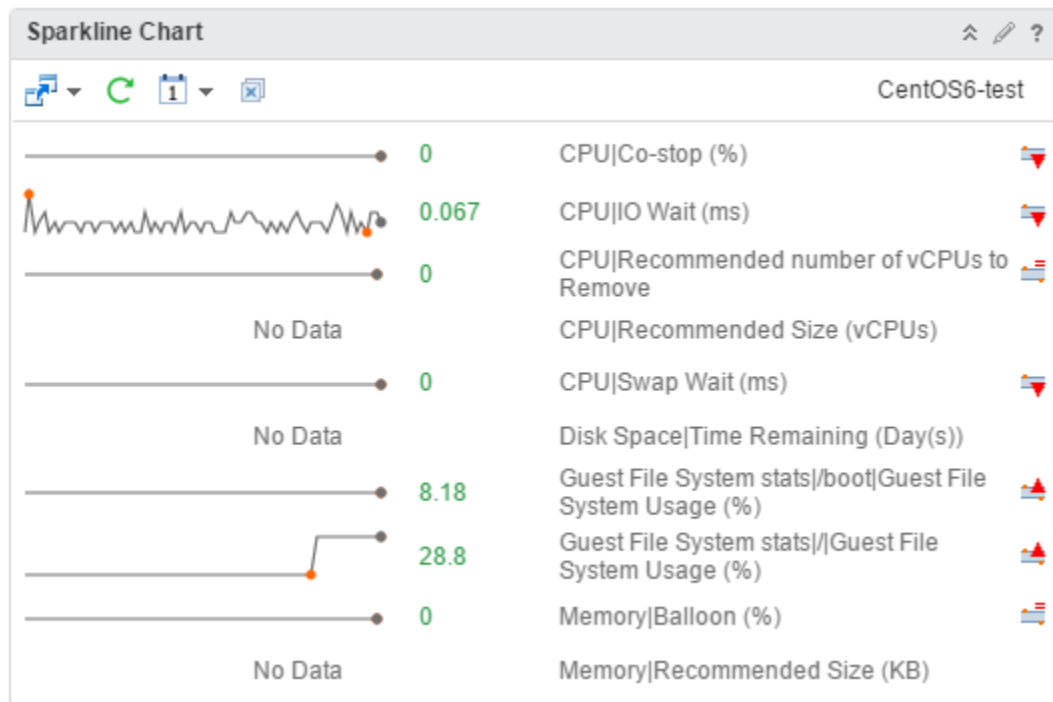 Sparkline Chart ?
1 CentOS6-test
0 CPU|Co-stop (%)
0.067 CPU|IO Wait (ms)
0 CPU|Recommended number of vCPUs to
Remove
No Data CPU|Recommended Size (vCPUs)
0 CPU|Swap Wait (ms)
No Data Disk Space|Time Remaining (Day(s))
8.18 Guest File System stats|/boot|Guest File
System Usage (%)
28.8 Guest File System stats|/|Guest File
System Usage (%)
0 Memory|Balloon (%)
No Data Memory|Recommended Size (KB)